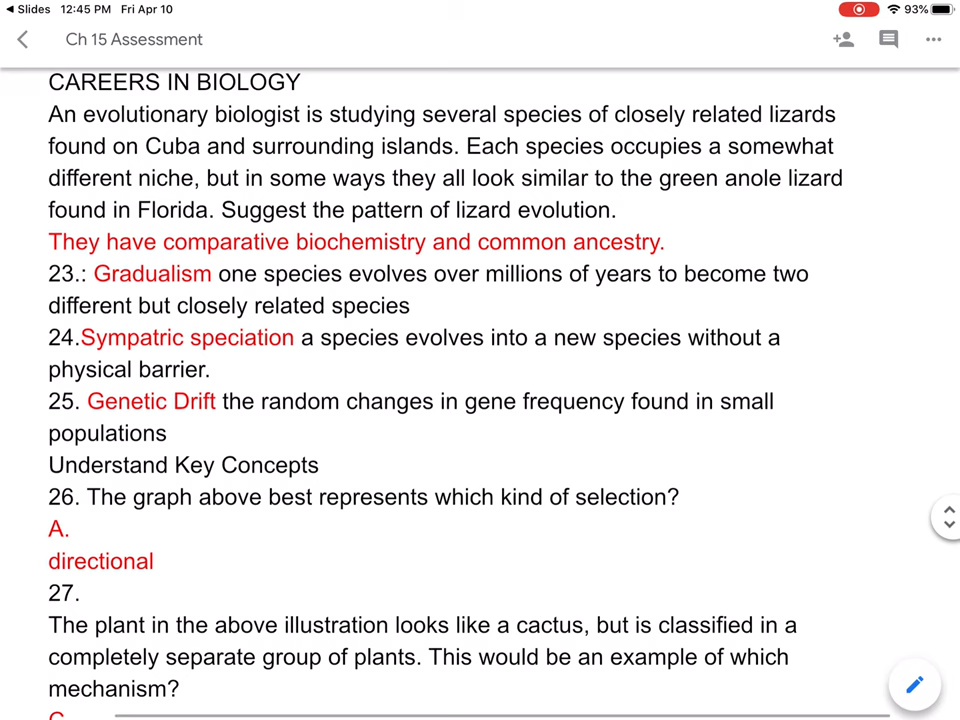 Slides 12:45 PM Fri Apr 10 93%
Ch 15 Assessment
CAREERS IN BIOLOGY
An evolutionary biologist is studying several species of closely related lizards
found on Cuba and surrounding islands. Each species occupies a somewhat
different niche, but in some ways they all look similar to the green anole lizard
found in Florida. Suggest the pattern of lizard evolution.
They have comparative biochemistry and common ancestry.
23.: Gradualism one species evolves over millions of years to become two
different but closely related species
24.Sympatric speciation a species evolves into a new species without a
physical barrier.
25. Genetic Drift the random changes in gene frequency found in small
populations
Understand Key Concepts
26. The graph above best represents which kind of selection?
A.
directional
27.
The plant in the above illustration looks like a cactus, but is classified in a
completely separate group of plants. This would be an example of which
mechanism?